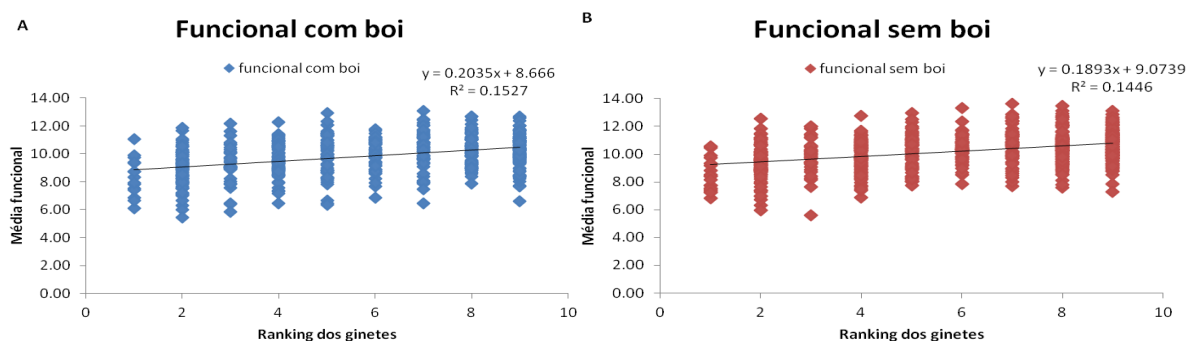 A
Funcional com boi
funcional com boi
y = 0.2035x + 8.666
R² = 0.1527
14.00
12.00
10.00
8.00
6.00
4.00
2.00
0.00
Média funcional
0 2 4 6 8 10
Ranking dos ginetes
B
Funcional sem boi
funcional sem boi
y = 0.1893x + 9.0739
R² = 0.1446
14.00
12.00
10.00
8.00
6.00
4.00
2.00
0.00
Média funcional
0 2 4 6 8 10
Ranking dos ginetes